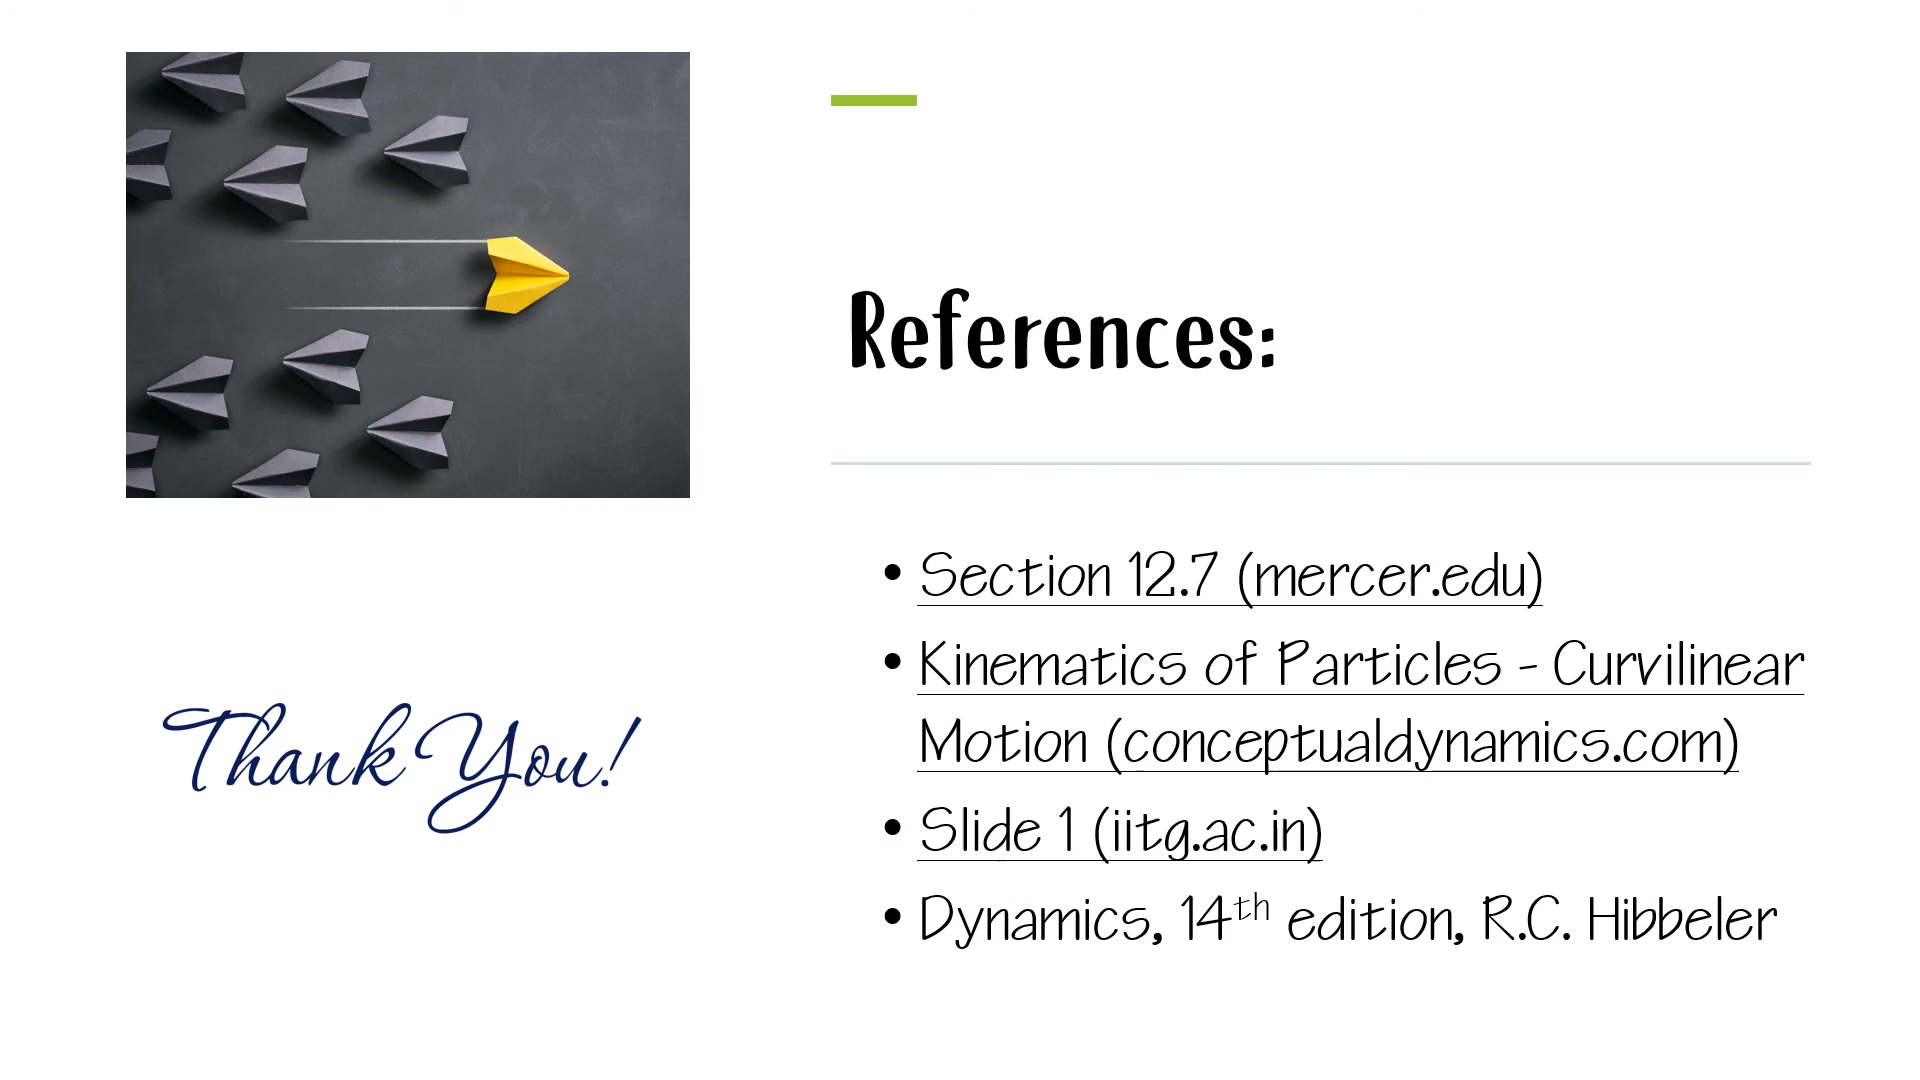 References:
• Section 12.7 (mercer.edu)
• Kinematics of Particles - Curvilinear
Motion (conceptualdynamics.com)
• Slide 1 (iitg.ac.in)
• Dynamics, 14th edition, R.C. Hibbeler
Thank You!